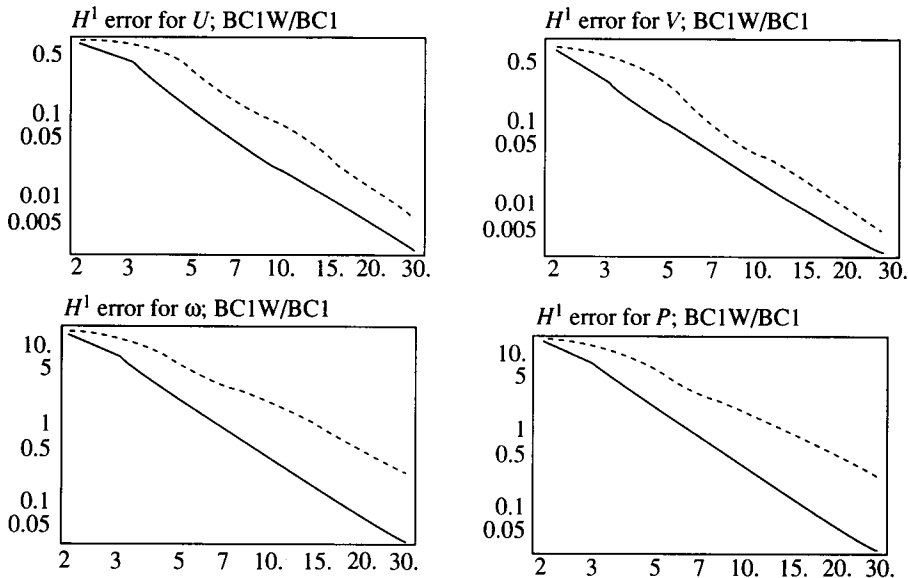 H¹ error for U; BC1W/BC1
0.5
0.1
0.05
0.01
0.005
2 3 5 7 10. 15. 20. 30.
H¹ error for V; BC1W/BC1
0.5
0.1
0.05
0.01
0.005
2 3 5 7 10. 15. 20. 30.
H¹ error for ω; BC1W/BC1
10.
5
1
0.5
0.1
0.05
2 3 5 7 10. 15. 20. 30.
H¹ error for P; BC1W/BC1
10.
5
1
0.5
0.1
0.05
2 3 5 7 10. 15. 20. 30.